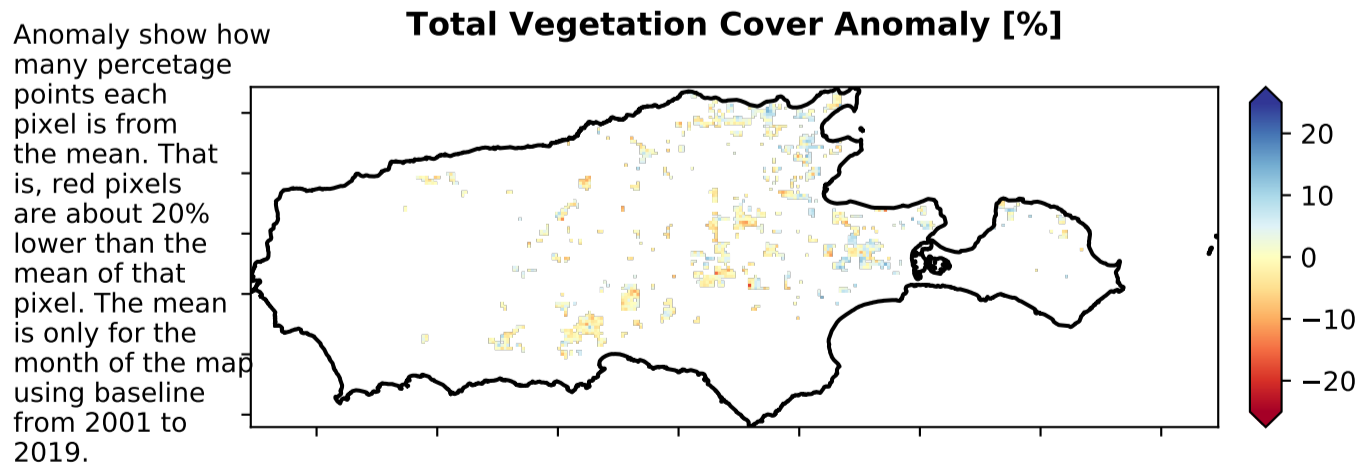 Total Vegetation Cover Anomaly [%]
Anomaly show how
many percetage
points each
pixel is from
the mean. That
is, red pixels
are about 20%
lower than the
mean of that
pixel. The mean
is only for the
month of the map
using baseline
from 2001 to
2019.
20
10
0
−10
−20